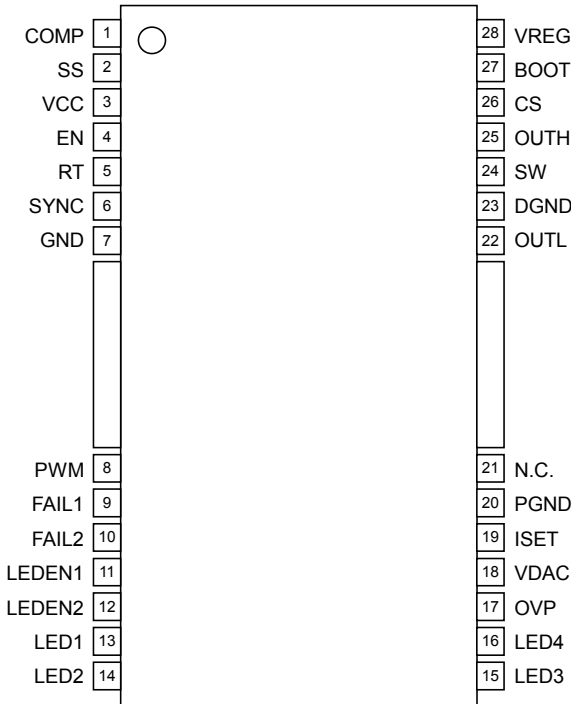 COMP 1 28 VREG
SS 2 27 BOOT
VCC 3 26 CS
EN 4 25 OUTH
RT 5 24 SW
SYNC 6 23 DGND
GND 7 22 OUTL
PWM 8 21 N.C.
FAIL1 9 20 PGND
FAIL2 10 19 ISET
LEDEN1 11 18 VDAC
LEDEN2 12 17 OVP
LED1 13 16 LED4
LED2 14 15 LED3